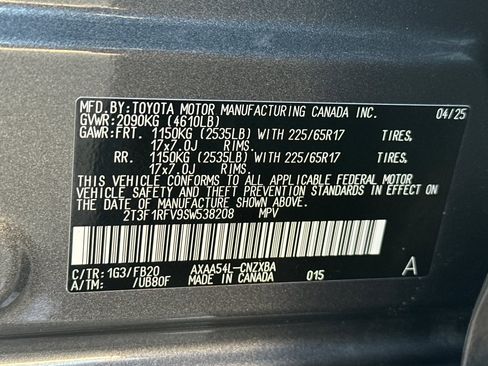 MFD.BY:TOYOTA MOTOR MANUFACTURING CANADA INC. 04/25
GVWR:2090KG (4610LB)
GAWR:FRT. 1150KG (2535LB) WITH 225/65R17 TIRES,
17x7.0J RIMS.
RR. 1150KG (2535LB) WITH 225/65R17 TIRES,
17x7.0J RIMS.
THIS VEHICLE CONFORMS TO ALL APPLICABLE FEDERAL MOTOR
VEHICLE SAFETY AND THEFT PREVENTION STANDARDS IN EFFECT ON
THE DATE OF MANUFACTURE SHOWN ABOVE.
2T3F1RFV9SW538208 MPV
C/TR:1G3/FB20 AXAA54L-CNZXBA 015 A
A/TM: /UB80F MADE IN CANADA